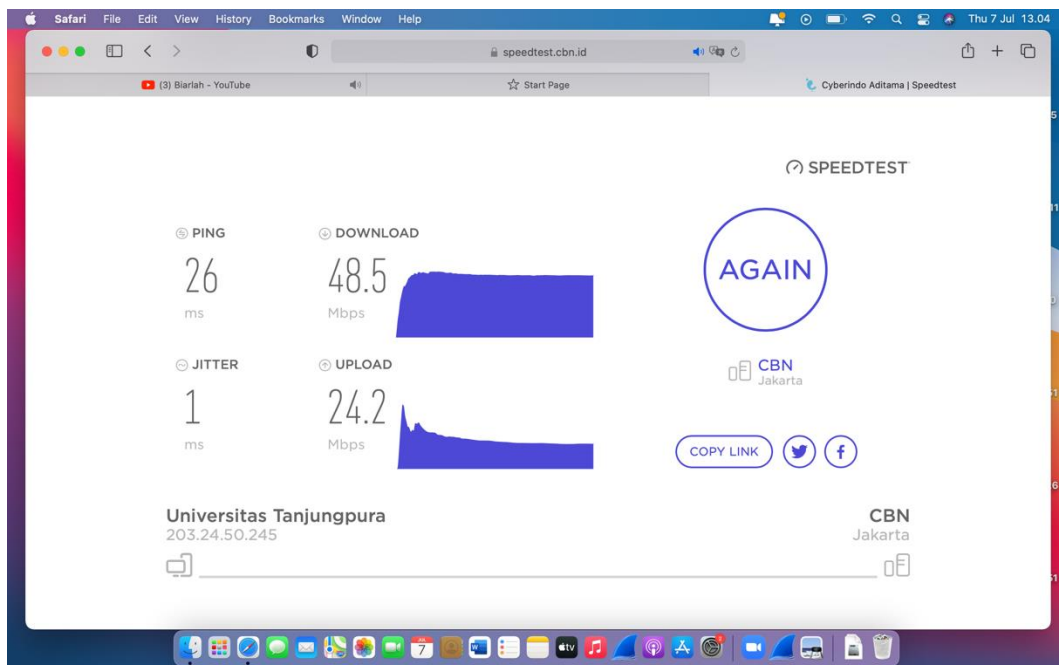 Safari File Edit View History Bookmarks Window Help Thu 7 Jul 13.04
speedtest.cbn.id
(3) Biarlah - YouTube Start Page Cyberindo Aditama | Speedtest
SPEEDTEST
PING DOWNLOAD
26 48.5 AGAIN
ms Mbps
JITTER UPLOAD CBN
Jakarta
1 24.2
ms Mbps COPY LINK
Universitas Tanjungpura CBN
203.24.50.245 Jakarta
7
tv